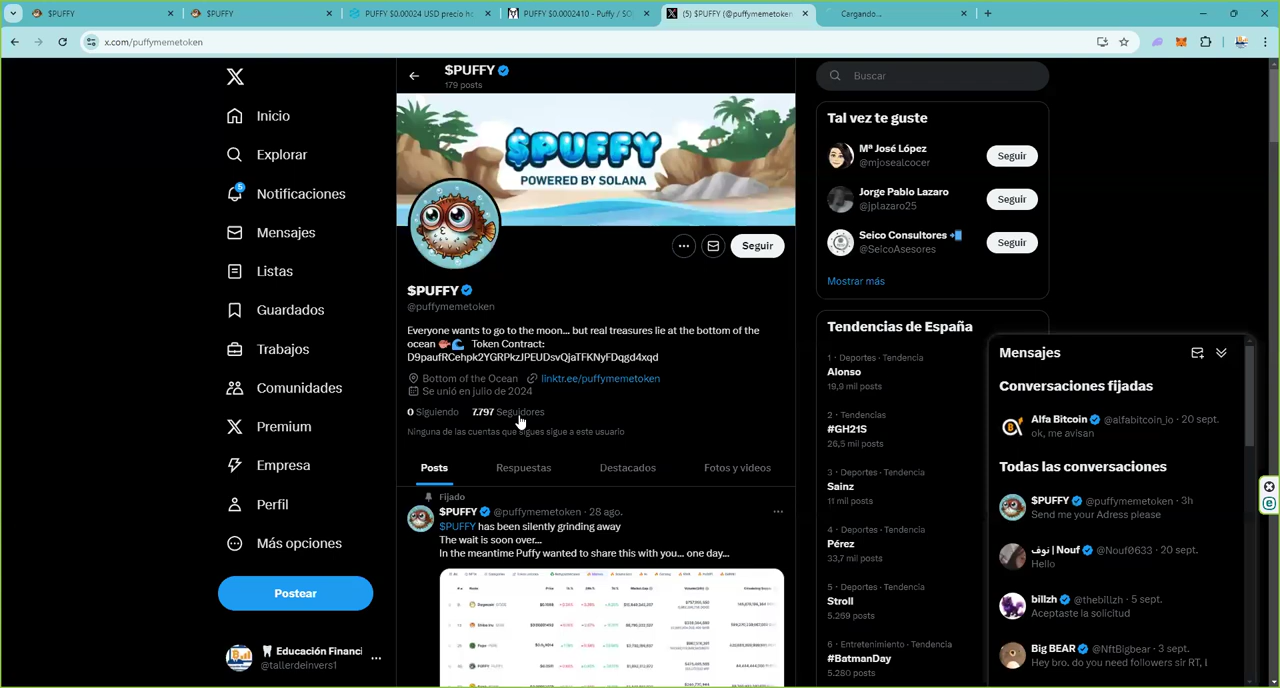 $PUFFY
$PUFFY
PUFFY $0.00024 USD precio ho
PUFFY $0.0002410 - Puffy / SO
(5) $PUFFY (@puffymemetoken
Cargando...
x.com/puffymemetoken
$PUFFY
179 posts
Inicio
Explorar
5
Notificaciones
Mensajes
Listas
Guardados
Trabajos
Comunidades
Premium
Empresa
Perfil
Más opciones
Postear
Educación Financi
@tallerdeinvers1
$PUFFY
POWERED BY SOLANA
Seguir
$PUFFY
@puffymemetoken
Everyone wants to go to the moon... but real treasures lie at the bottom of the
ocean 🐡🌊 Token Contract:
D9paufRCehpk2YGRPkzJPEUDsvQjaTFKNyFDqgd4xqd
Bottom of the Ocean linktr.ee/puffymemetoken
Se unió en julio de 2024
0 Siguiendo 7.797 Seguidores
Ninguna de las cuentas que sigues sigue a este usuario
Posts Respuestas Destacados Fotos y videos
Fijado
$PUFFY @puffymemetoken · 28 ago.
$PUFFY has been silently grinding away
The wait is soon over...
In the meantime Puffy wanted to share this with you... one day...
Buscar
Tal vez te guste
Mª José López
@mjosealcocer
Seguir
Jorge Pablo Lazaro
@jplazaro25
Seguir
Seico Consultores
@SeicoAsesores
Seguir
Mostrar más
Tendencias de España
1 · Deportes · Tendencia
Alonso
19,9 mil posts
2 · Tendencias
#GH21S
26,5 mil posts
3 · Deportes · Tendencia
Sainz
11 mil posts
4 · Deportes · Tendencia
Pérez
33,7 mil posts
5 · Deportes · Tendencia
Stroll
5.269 posts
6 · Entretenimiento · Tendencia
#BatmanDay
5.280 posts
Mensajes
Conversaciones fijadas
Alfa Bitcoin @alfabitcoin_io · 20 sept.
ok, me avisan
Todas las conversaciones
$PUFFY @puffymemetoken · 3h
Send me your Adress please
نوف | Nouf @Nouf0633 · 20 sept.
Hello
billzh @thebillzh · 5 sept.
Aceptaste la solicitud
Big BEAR @NftBigbear · 3 sept.
Hey bro. do you need followers sir RT, l